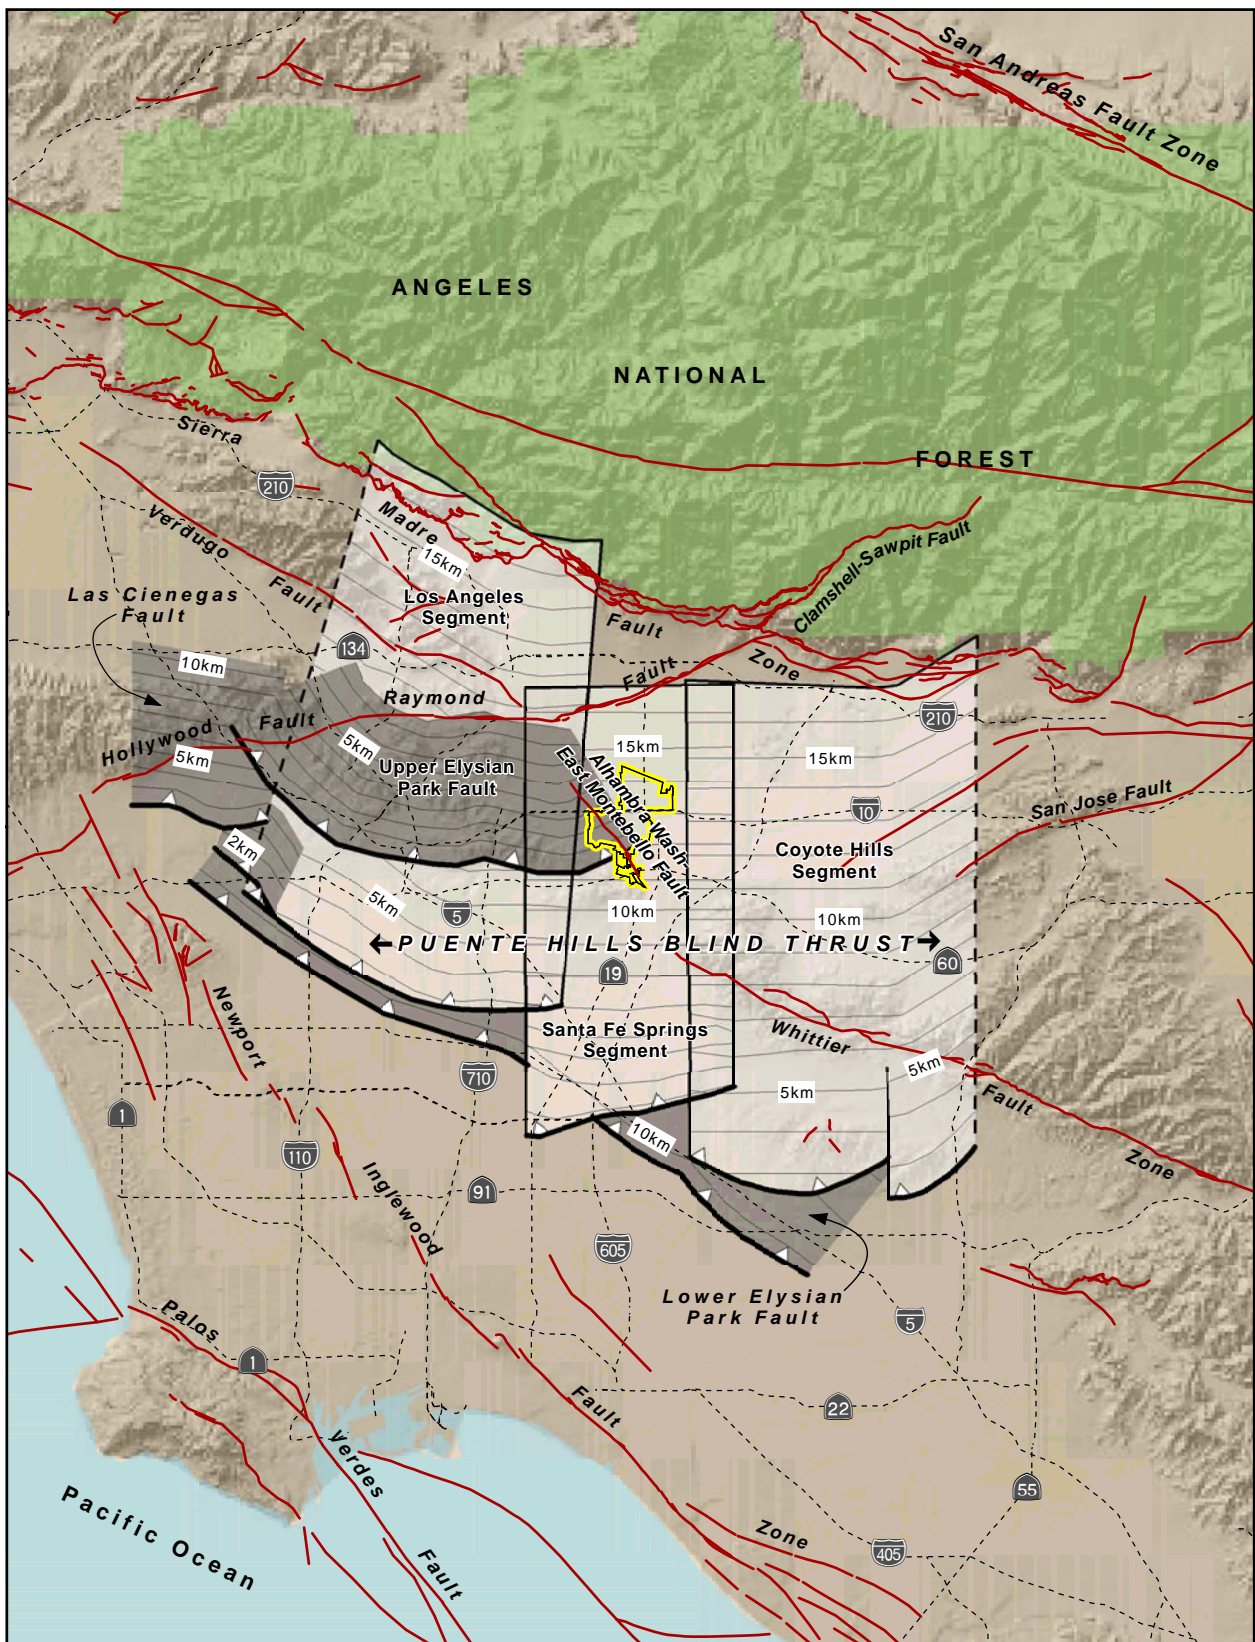 San Andreas Fault Zone
ANGELES
NATIONAL
FOREST
Sierra
210
Madre
Verdugo
15km
Clamshell-Sawpit Fault
Las Cienegas
Fault
Fault
Los Angeles
Segment
Fault
134
Zone
10km
Fault
Raymond
210
Hollywood
Fault
5km
5km
15km
15km
Upper Elysian
Park Fault
Alhambra Wash
East Montebello Fault
San Jose Fault
10
2km
Coyote Hills
Segment
5km
5
10km
10km
PUENTE HILLS BLIND THRUST
19
60
Newport
Santa Fe Springs
Segment
Whittier
5km
710
5km
Fault
1
10km
110
Zone
Inglewood
91
605
Lower Elysian
Park Fault
Palos
5
1
Fault
22
Verdes
55
Pacific Ocean
Zone
405
Fault